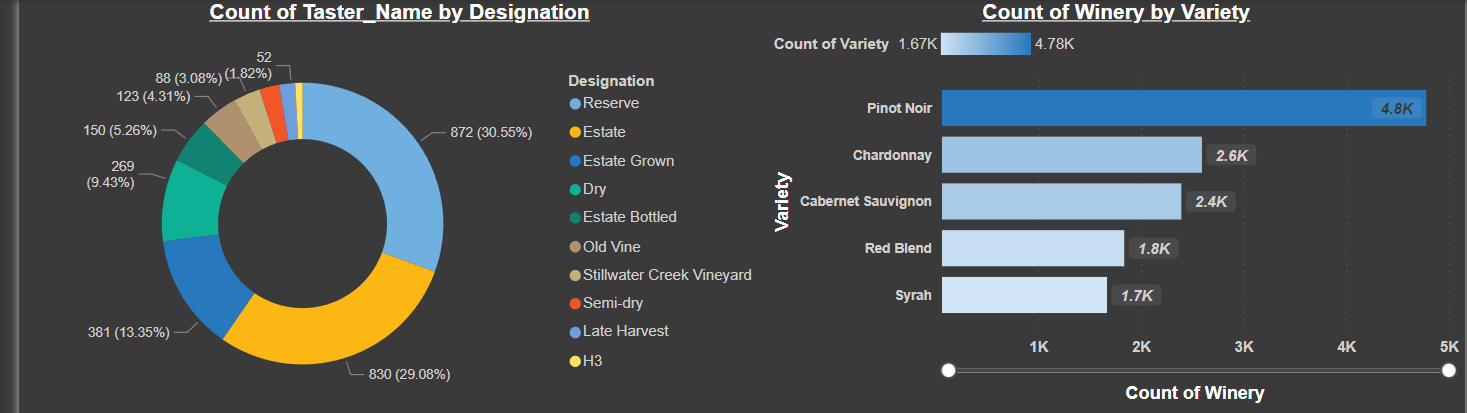 Count of Taster_Name by Designation
52
(1.82%)
88 (3.08%)
123 (4.31%)
150 (5.26%)
269
(9.43%)
381 (13.35%)
830 (29.08%)
872 (30.55%)
Designation
Reserve
Estate
Estate Grown
Dry
Estate Bottled
Old Vine
Stillwater Creek Vineyard
Semi-dry
Late Harvest
H3
Count of Winery by Variety
Count of Variety 1.67K 4.78K
Variety
Pinot Noir 4.8K
Chardonnay 2.6K
Cabernet Sauvignon 2.4K
Red Blend 1.8K
Syrah 1.7K
1K 2K 3K 4K 5K
Count of Winery